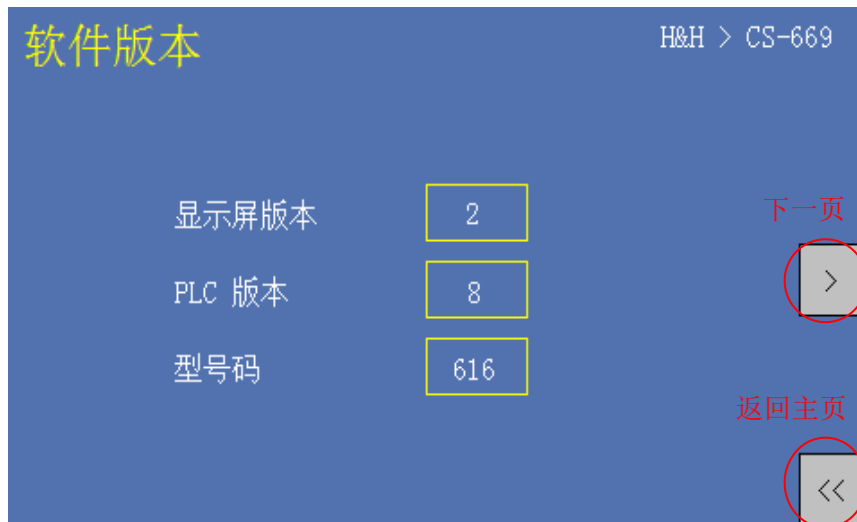 软件版本
H&H > CS-669
显示屏版本 2
下一页
PLC 版本 8
>
型号码 616
返回主页
<<